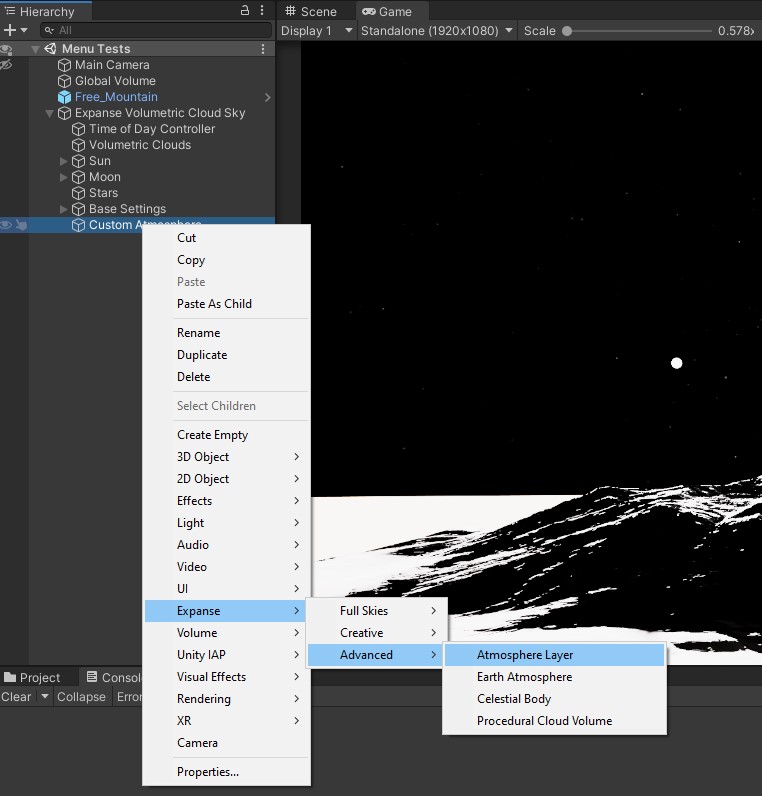 Hierarchy
All
Menu Tests
Main Camera
Global Volume
Free_Mountain
Expanse Volumetric Cloud Sky
Time of Day Controller
Volumetric Clouds
Sun
Moon
Stars
Base Settings
Custom Atmosphere
Scene
Game
Display 1
Standalone (1920x1080)
Scale
0.578
Cut
Copy
Paste
Paste As Child
Rename
Duplicate
Delete
Select Children
Create Empty
3D Object
2D Object
Effects
Light
Audio
Video
UI
Expanse
Volume
Unity IAP
Visual Effects
Rendering
XR
Camera
Properties...
Full Skies
Creative
Advanced
Atmosphere Layer
Earth Atmosphere
Celestial Body
Procedural Cloud Volume
Project
Consol
Clear
Collapse
Error